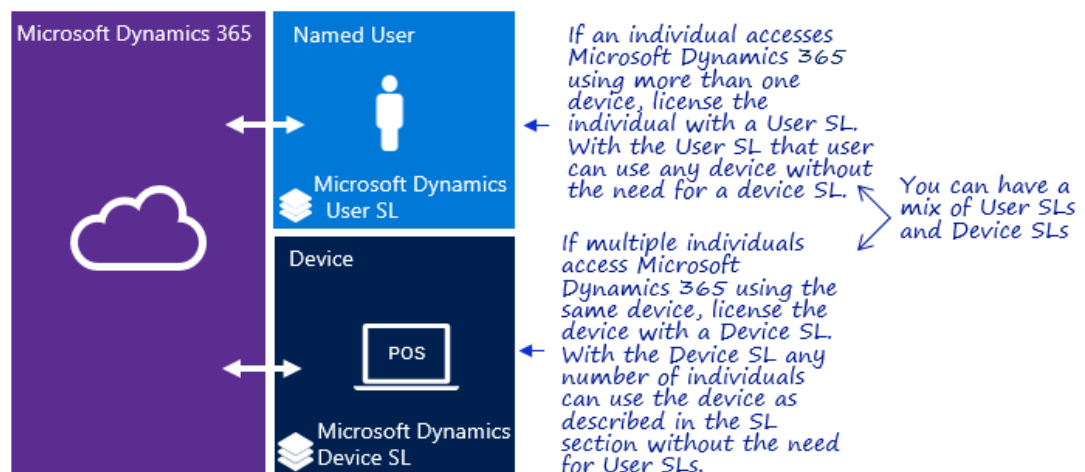 Microsoft Dynamics 365
Named User
Microsoft Dynamics
User SL
If an individual accesses
Microsoft Dynamics 365
using more than one
device, license the
individual with a User SL.
With the User SL that user
can use any device without
the need for a device SL.
You can have a
mix of User SLs
and Device SLs
Device
POS
Microsoft Dynamics
Device SL
If multiple individuals
access Microsoft
Dynamics 365 using the
same device, license the
device with a Device SL.
With the Device SL any
number of individuals
can use the device as
described in the SL
section without the need
for User SLs.